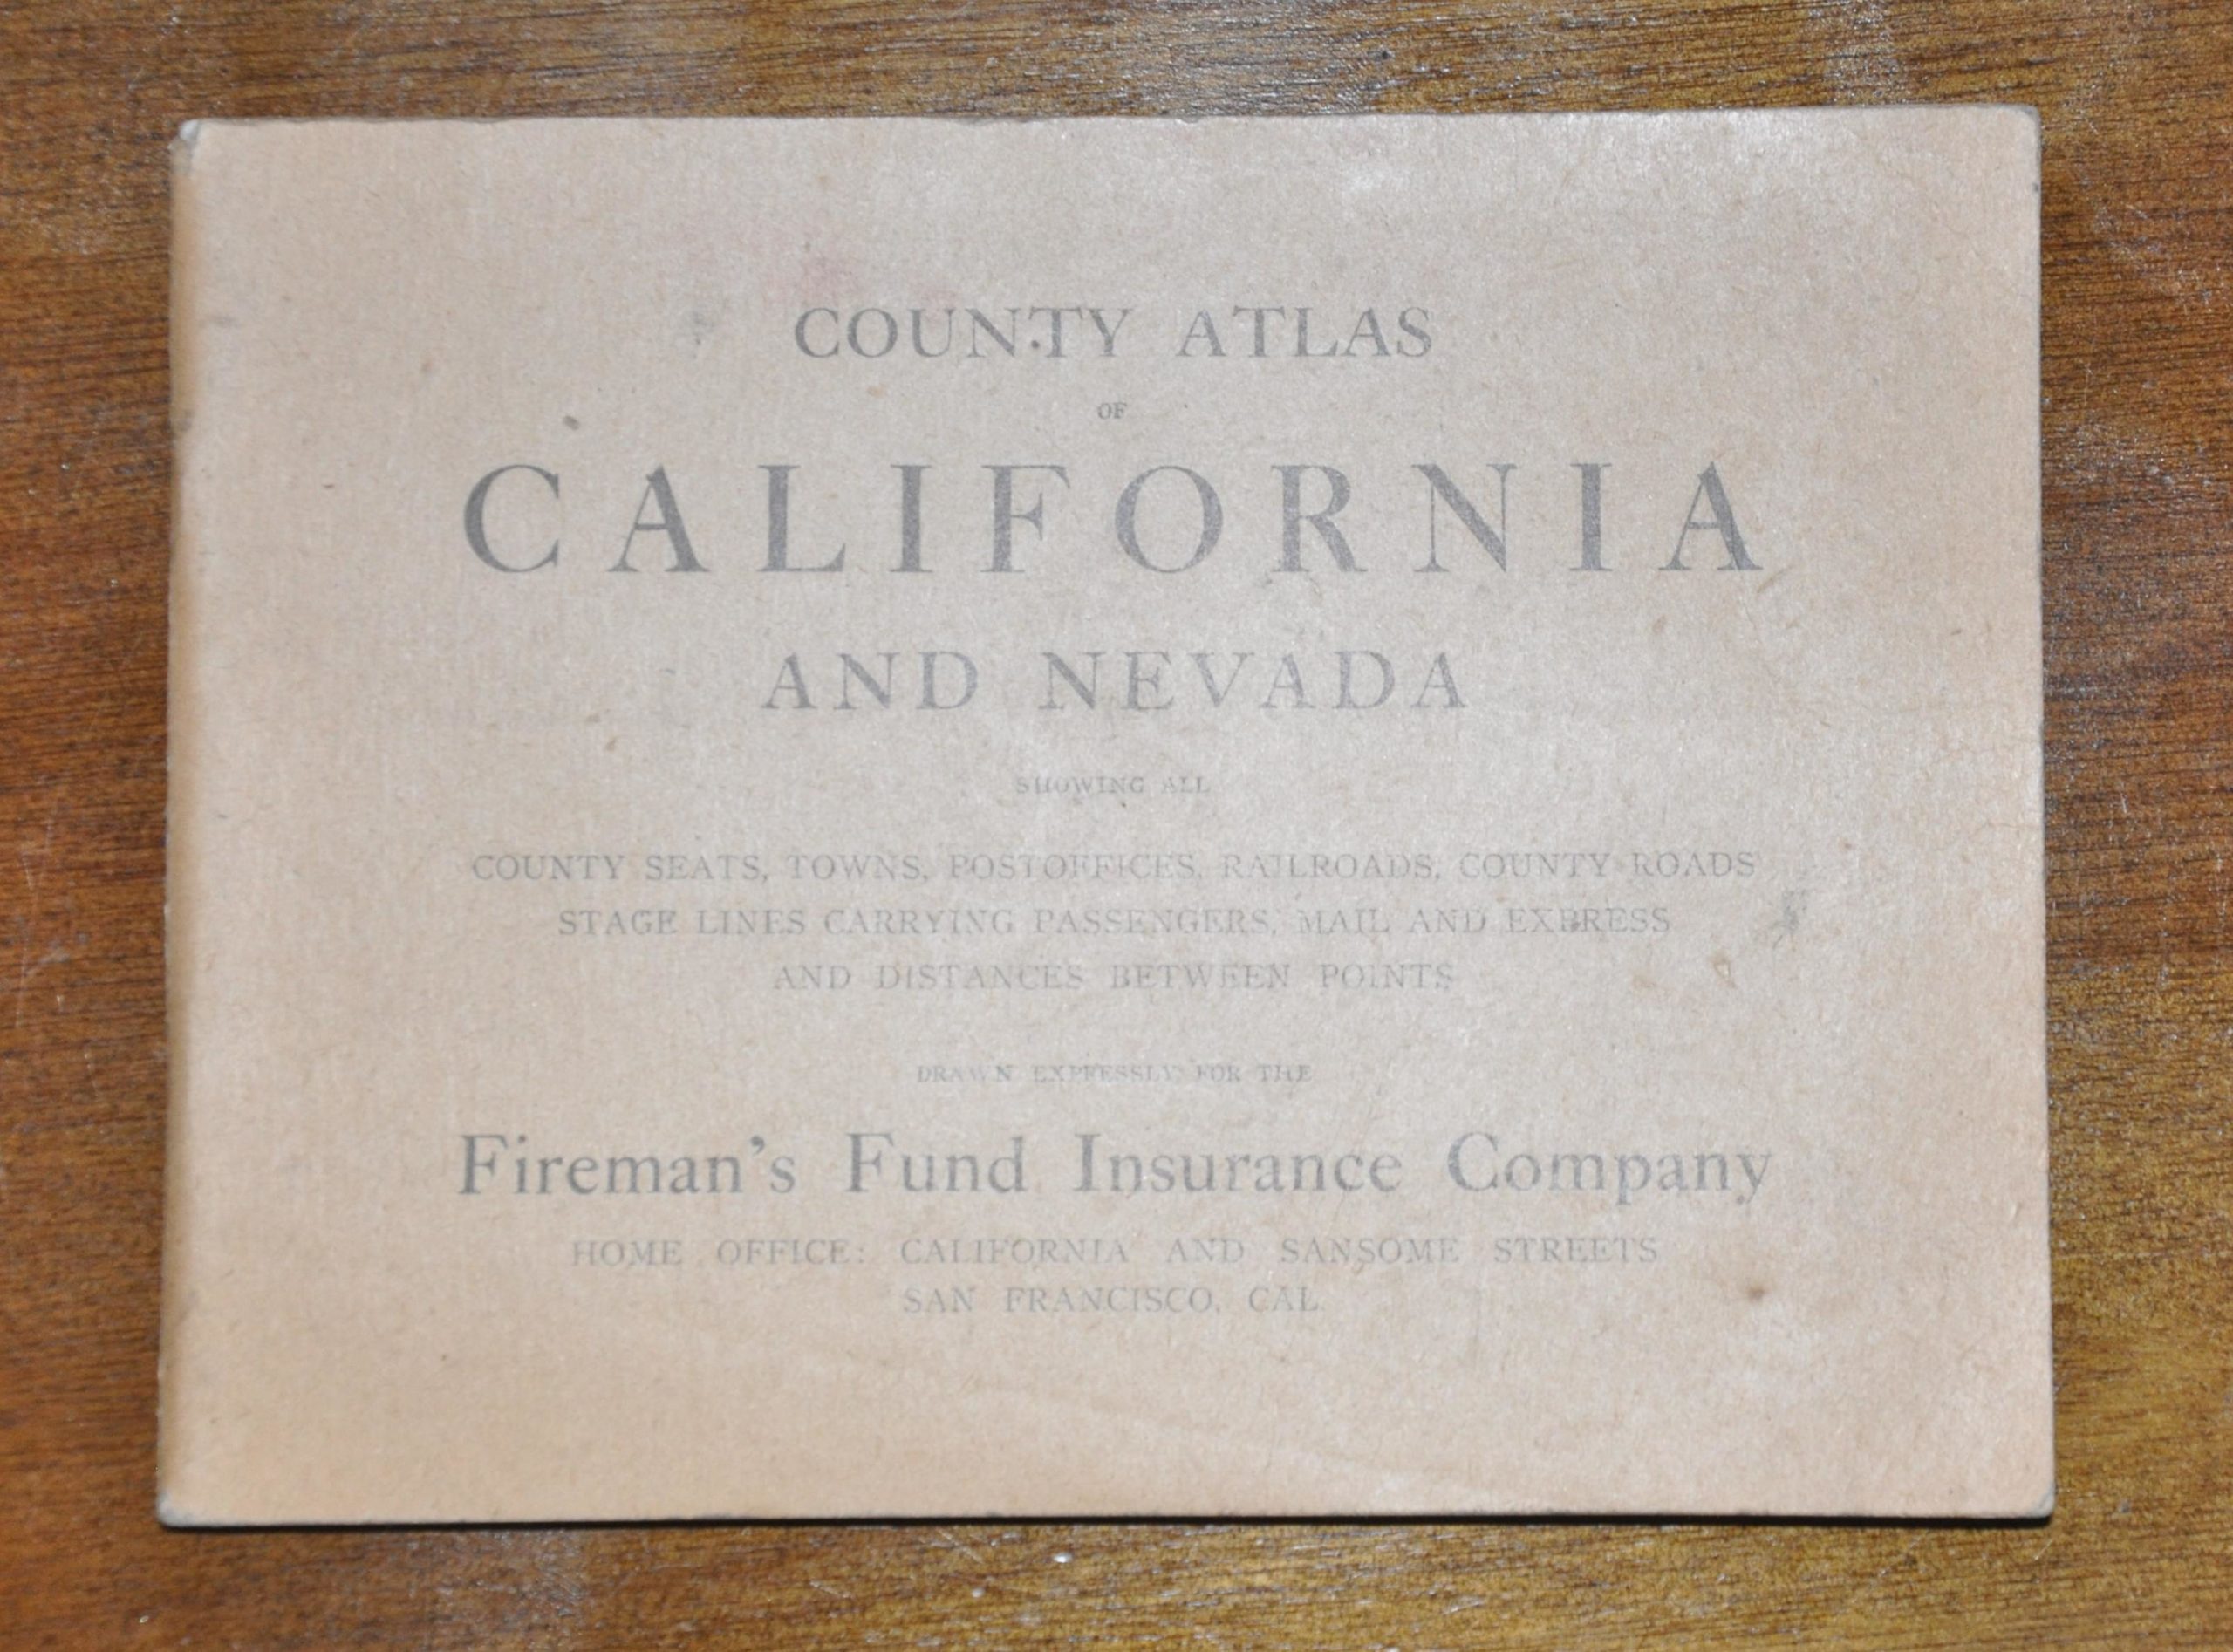 COUNTY ATLAS
OF
CALIFORNIA
AND NEVADA
SHOWING ALL
COUNTY SEATS, TOWNS, POSTOFFICES, RAILROADS, COUNTY ROADS
STAGE LINES CARRYING PASSENGERS, MAIL AND EXPRESS
AND DISTANCES BETWEEN POINTS
DRAWN EXPRESSLY FOR THE
Fireman's Fund Insurance Company
HOME OFFICE: CALIFORNIA AND SANSOME STREETS
SAN FRANCISCO, CAL.